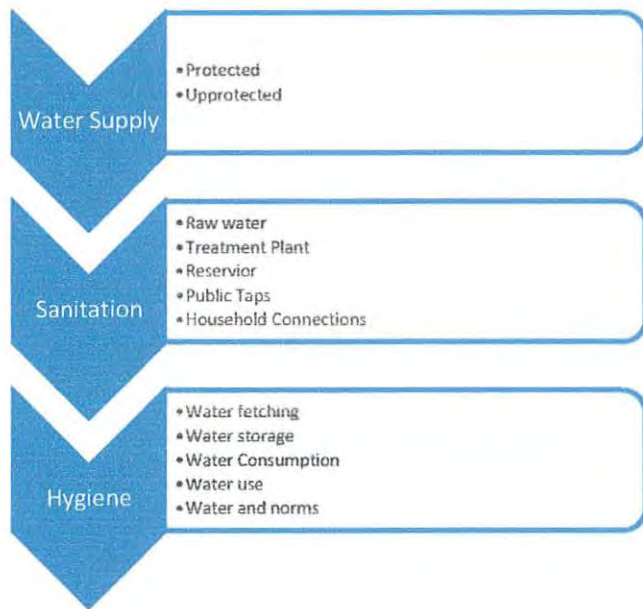 Water Supply
• Protected
• Upprotected
Sanitation
• Raw water
• Treatment Plant
• Reservior
• Public Taps
• Household Connections
Hygiene
• Water fetching
• Water storage
• Water Consumption
• Water use
• Water and norms